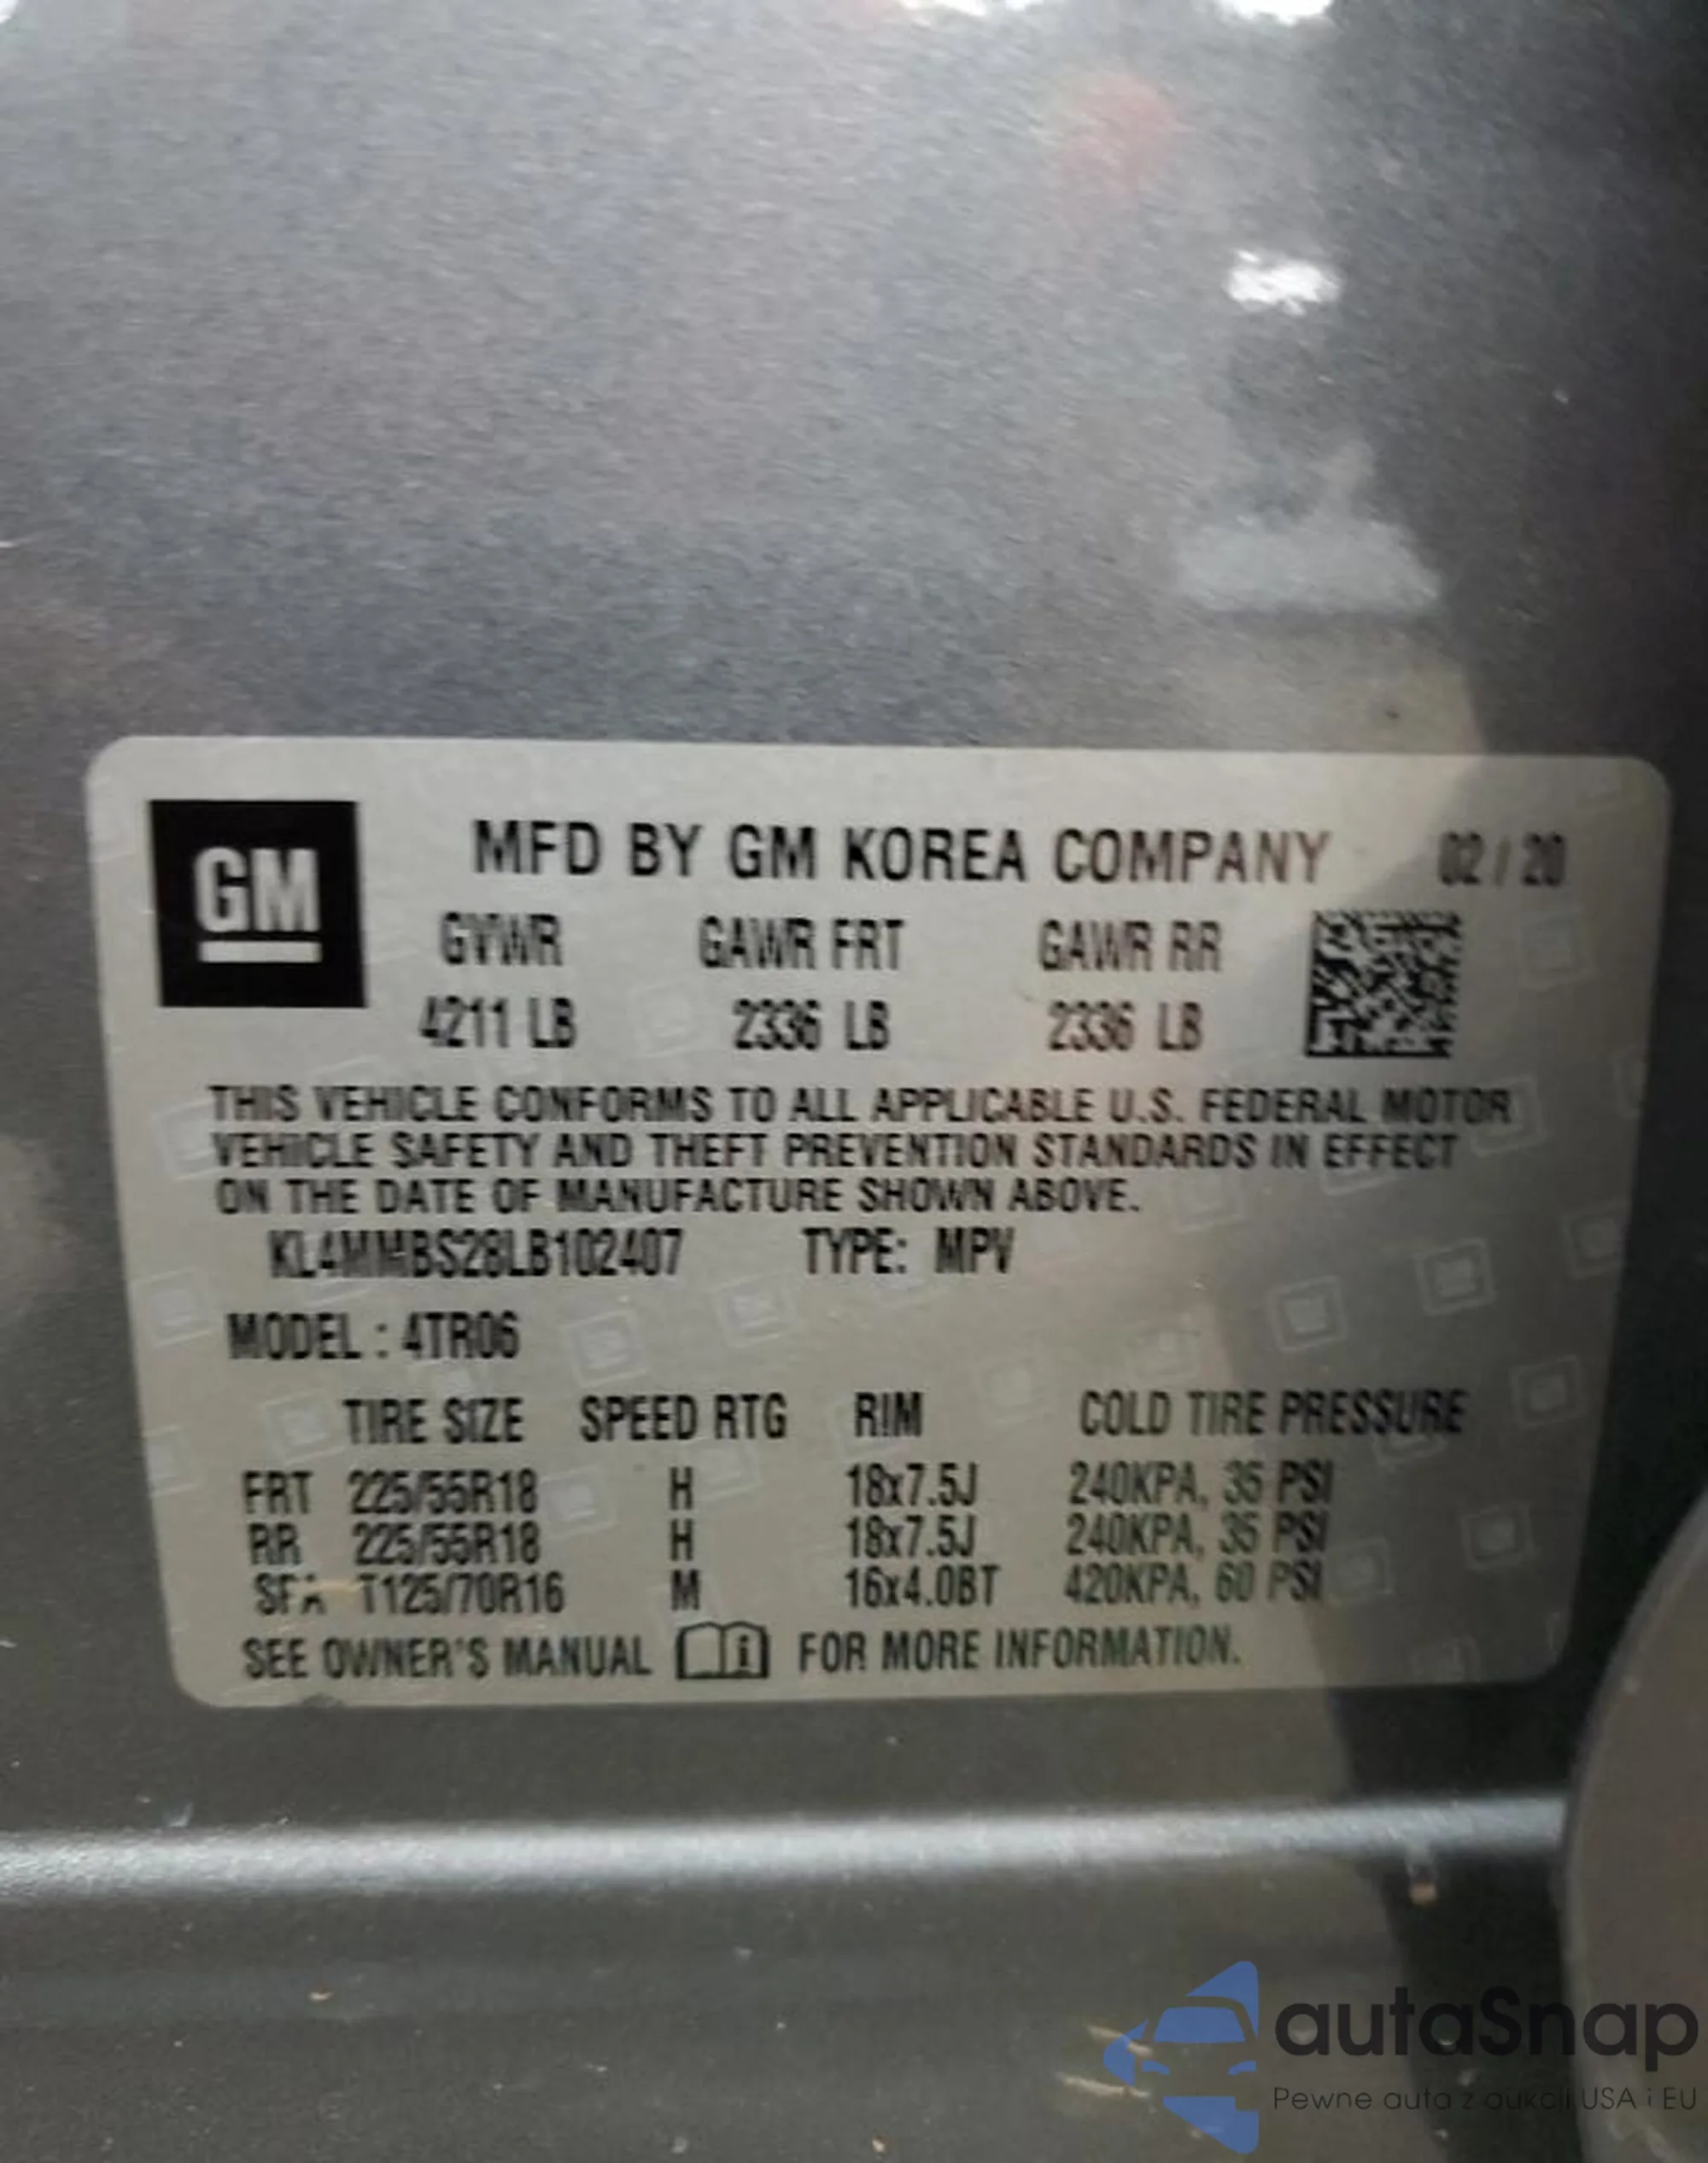 GM MFD BY GM KOREA COMPANY 02 / 20
GVWR GAWR FRT GAWR RR
4211 LB 2336 LB 2336 LB
THIS VEHICLE CONFORMS TO ALL APPLICABLE U.S. FEDERAL MOTOR
VEHICLE SAFETY AND THEFT PREVENTION STANDARDS IN EFFECT
ON THE DATE OF MANUFACTURE SHOWN ABOVE.
KL4MMBS28LB102407 TYPE: MPV
MODEL : 4TR06
TIRE SIZE SPEED RTG RIM COLD TIRE PRESSURE
FRT 225/55R18 H 18x7.5J 240KPA, 35 PSI
RR 225/55R18 H 18x7.5J 240KPA, 35 PSI
T125/70R16 M 16x4.0BT 420KPA, 60 PSI
SEE OWNER'S MANUAL i FOR MORE INFORMATION.
autaSnap
Pewne auta z aukcji USA i EU